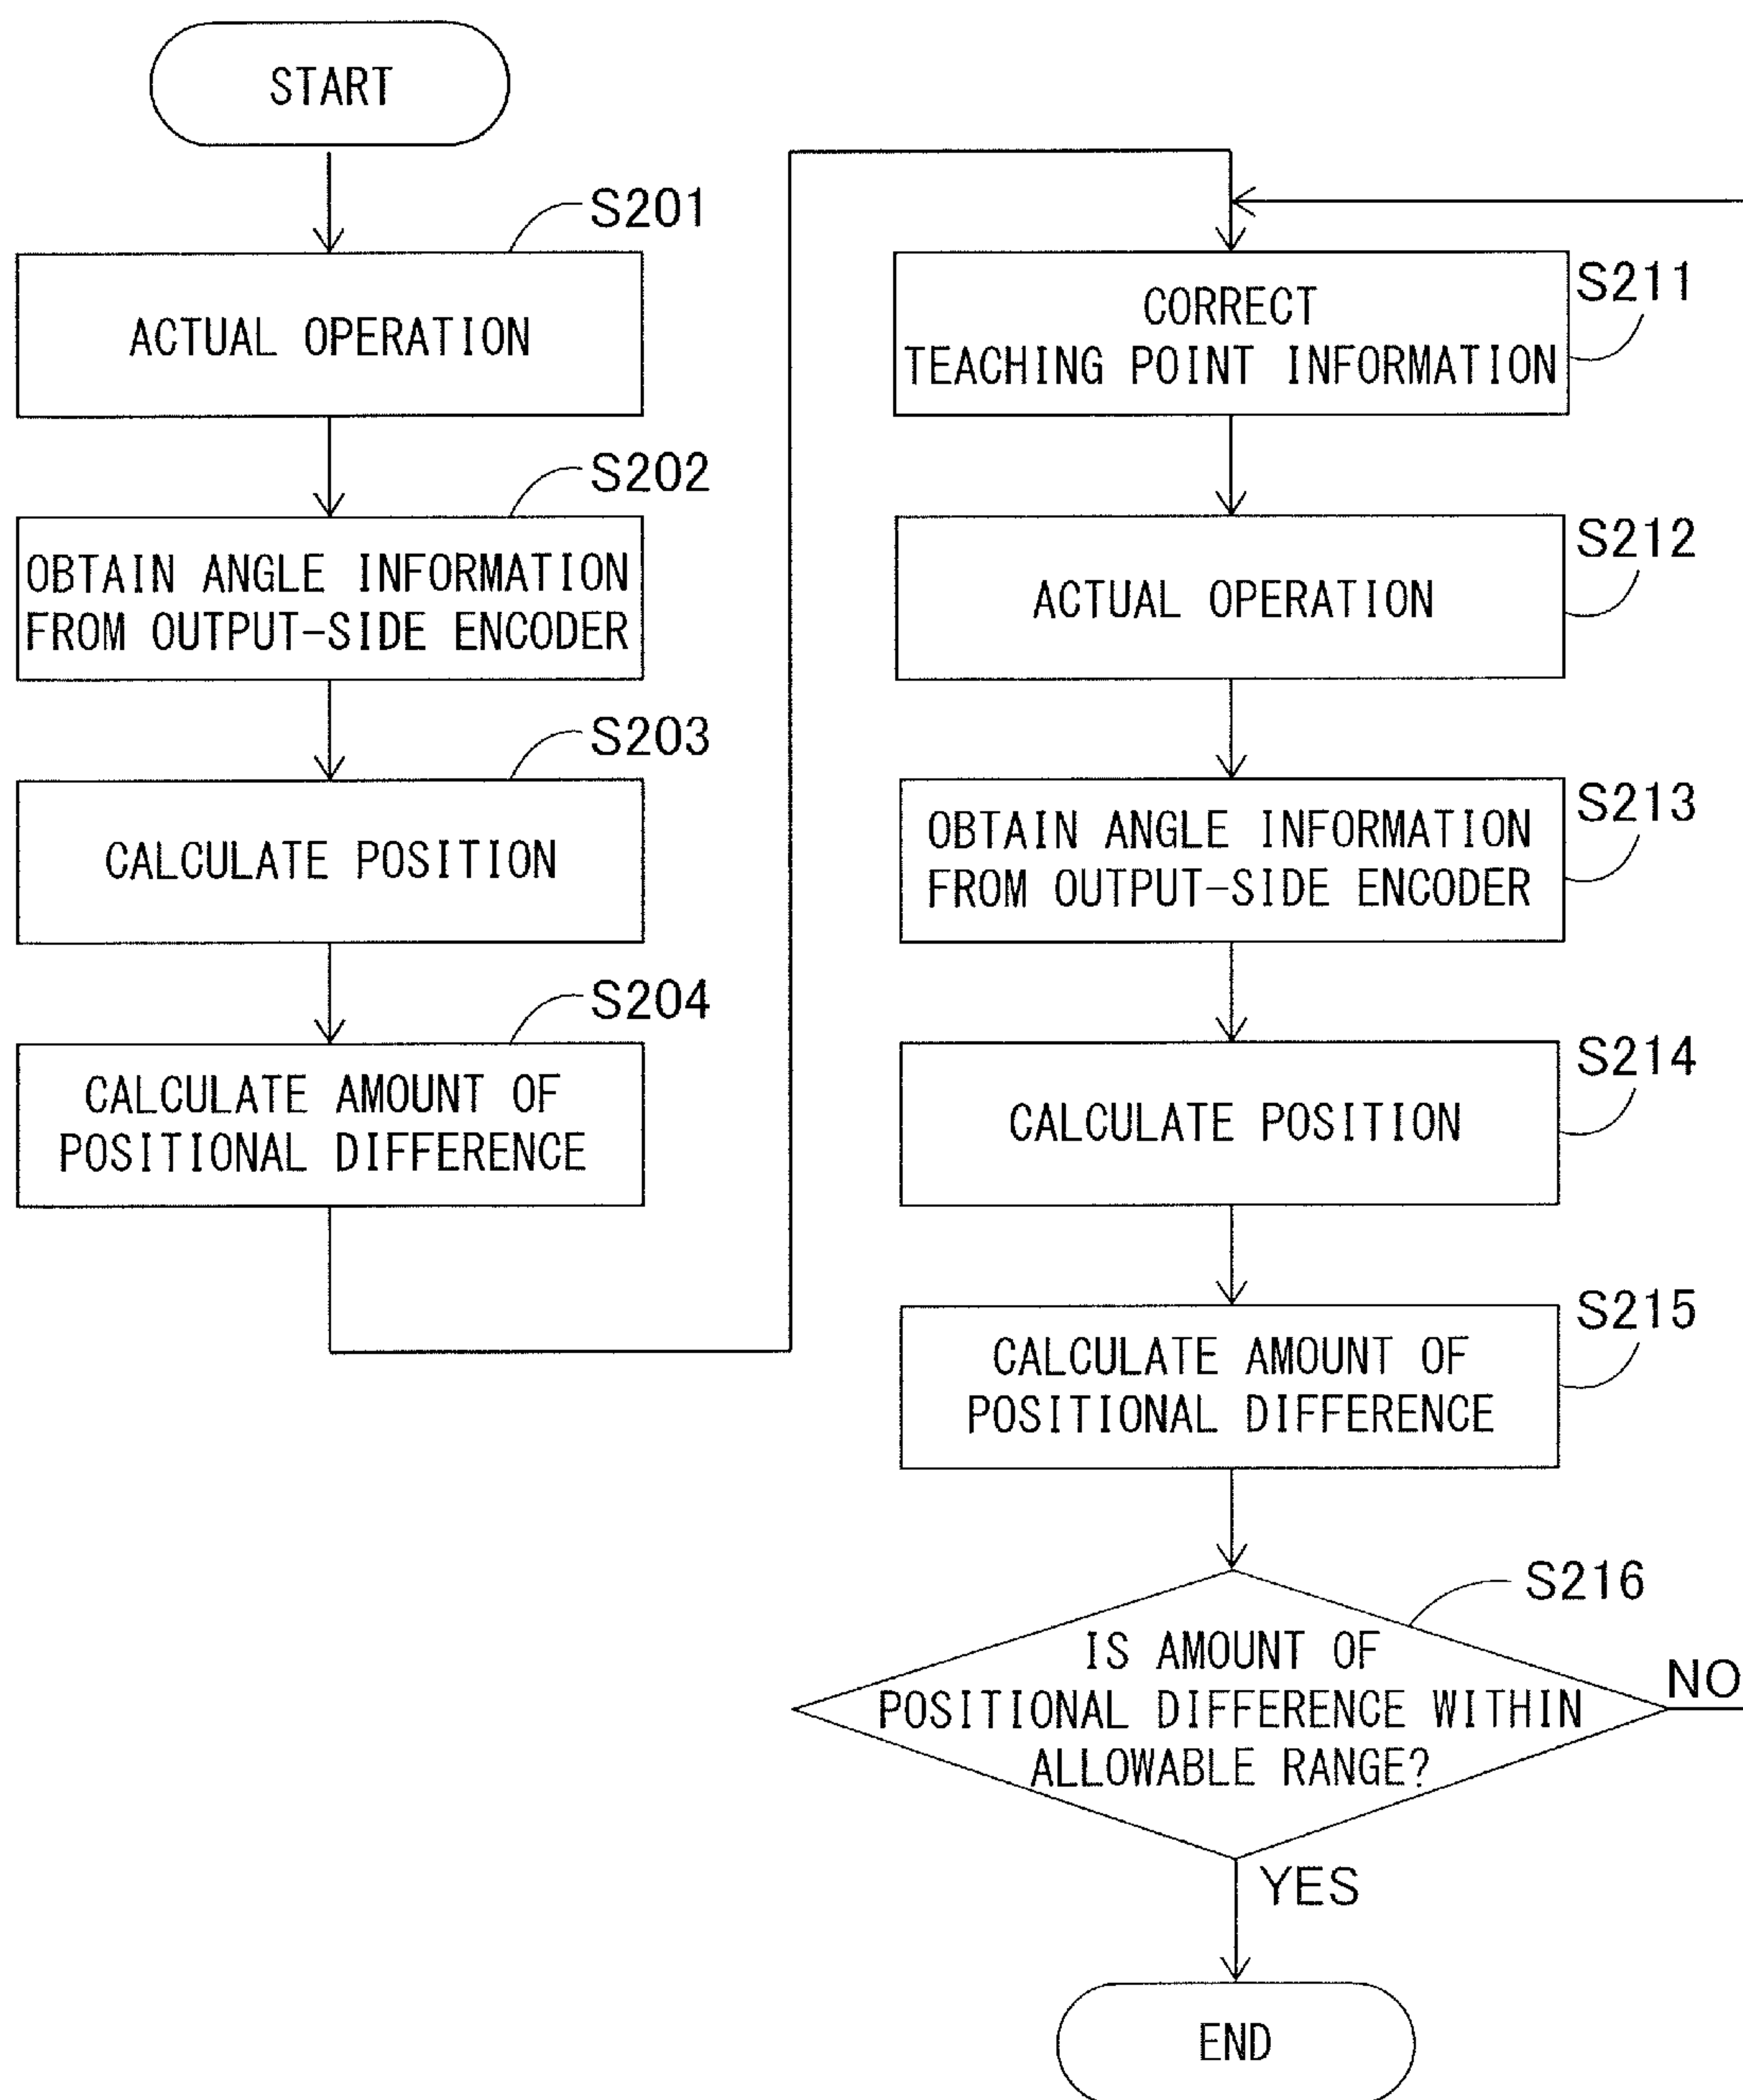 START
S201
ACTUAL OPERATION
S202
OBTAIN ANGLE INFORMATION
FROM OUTPUT-SIDE ENCODER
S203
CALCULATE POSITION
S204
CALCULATE AMOUNT OF
POSITIONAL DIFFERENCE
S211
CORRECT
TEACHING POINT INFORMATION
S212
ACTUAL OPERATION
S213
OBTAIN ANGLE INFORMATION
FROM OUTPUT-SIDE ENCODER
S214
CALCULATE POSITION
S215
CALCULATE AMOUNT OF
POSITIONAL DIFFERENCE
S216
IS AMOUNT OF
POSITIONAL DIFFERENCE WITHIN
ALLOWABLE RANGE?
NO
YES
END